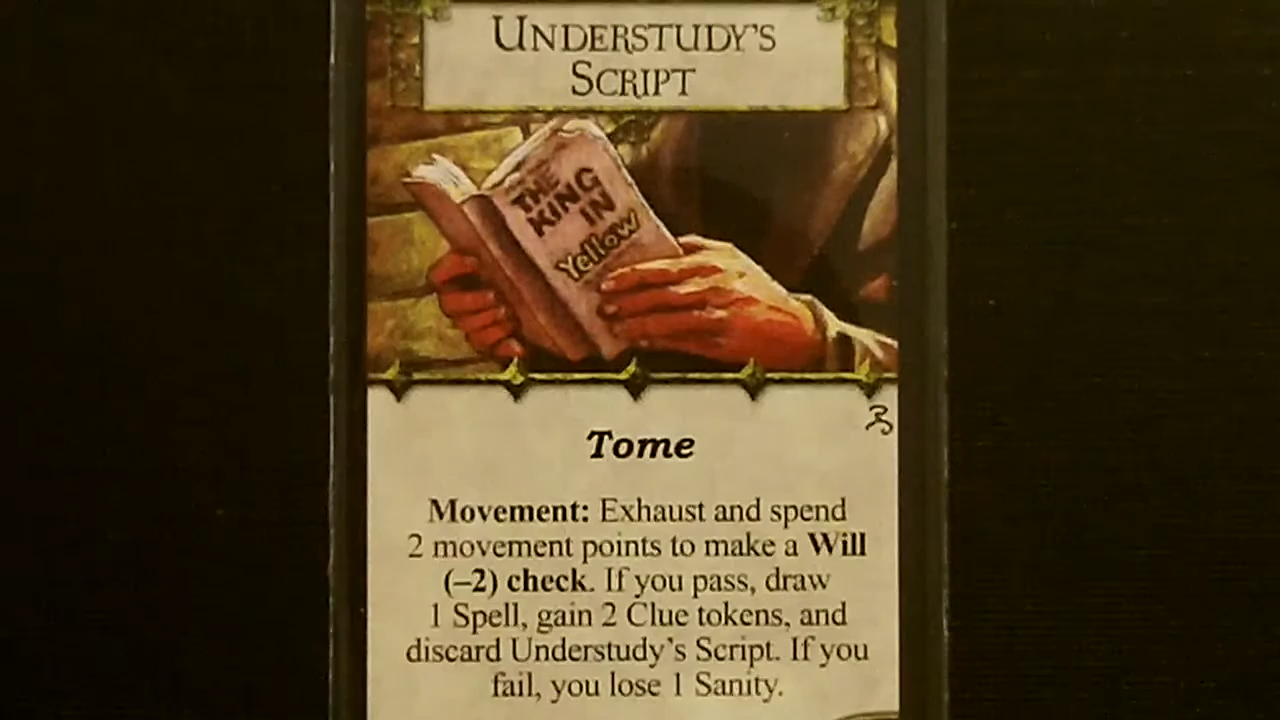 UNDERSTUDY'S
SCRIPT
THE
KING
IN
Yellow
Tome
Movement: Exhaust and spend
2 movement points to make a Will
(–2) check. If you pass, draw
1 Spell, gain 2 Clue tokens, and
discard Understudy's Script. If you
fail, you lose 1 Sanity.